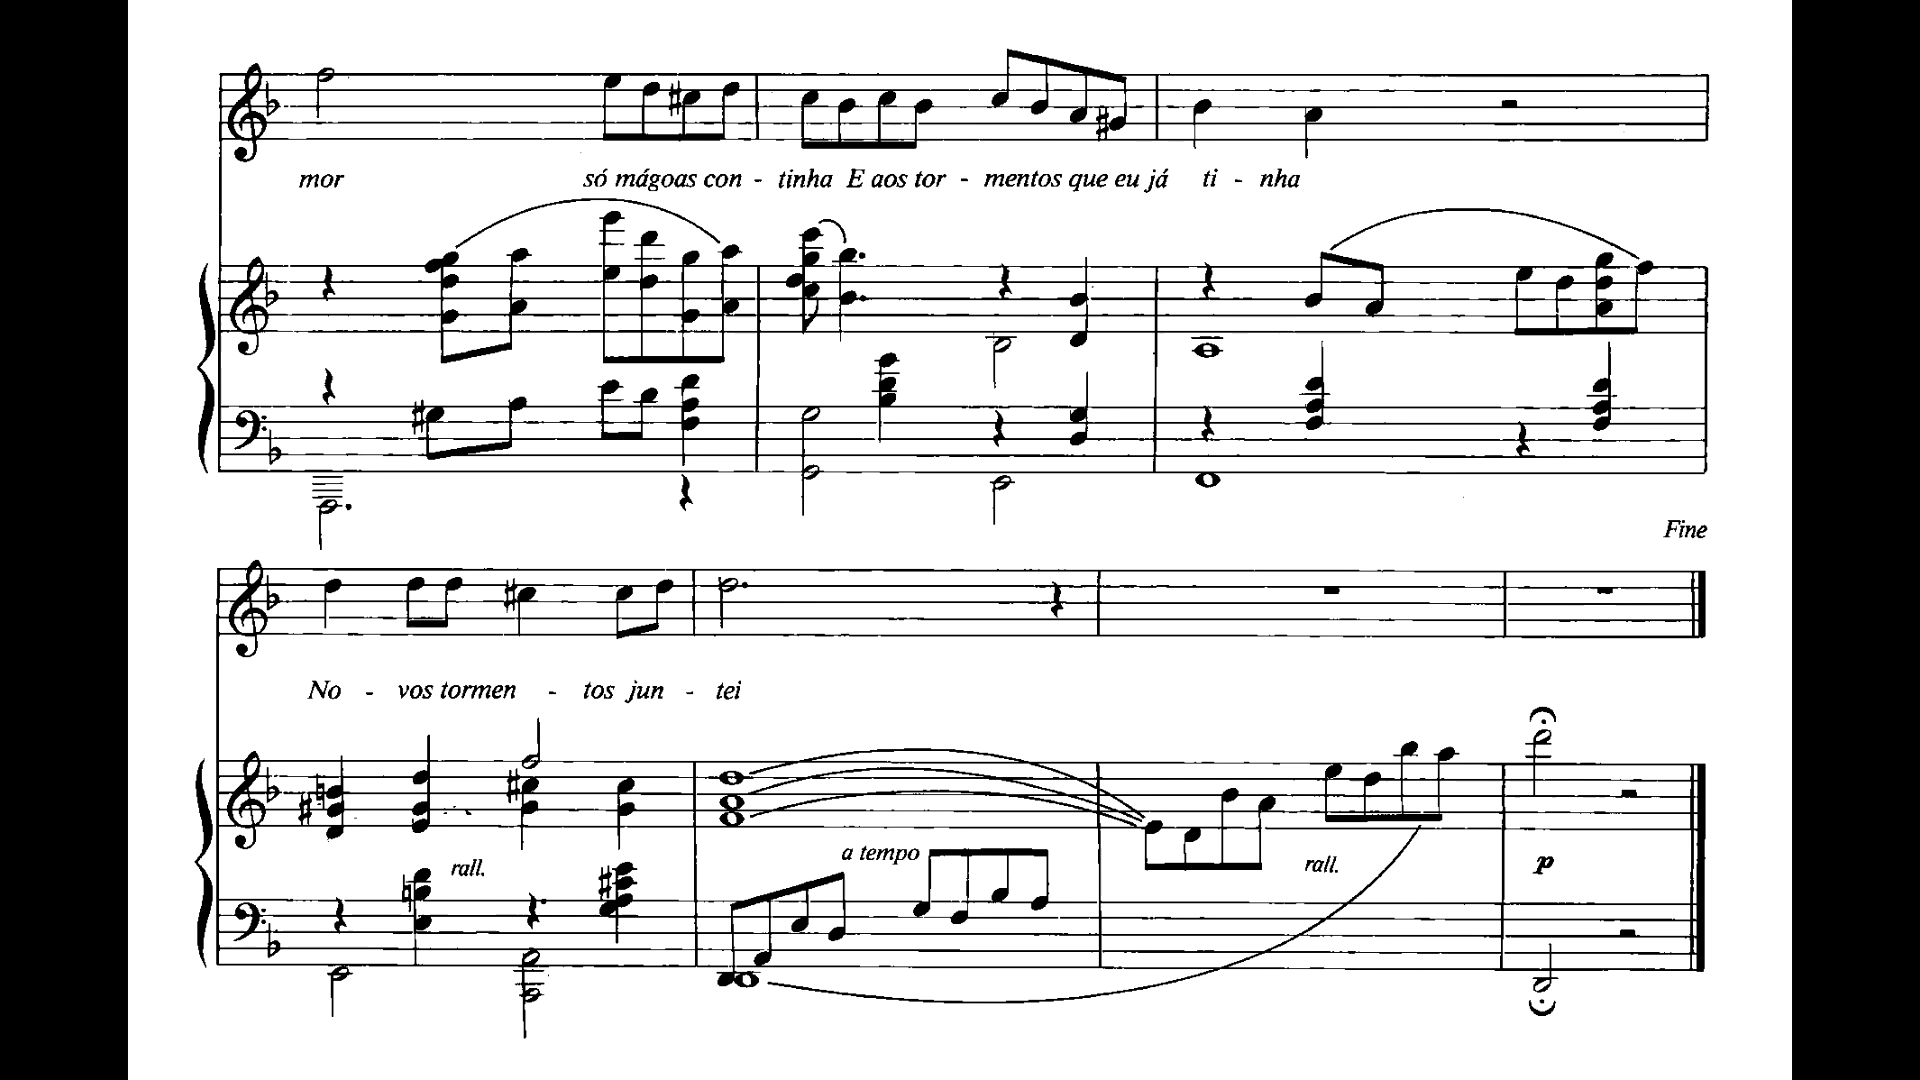 mor só mágoas con - tinha E aos tor - mentos que eu já ti - nha
Fine
No - vos tormen - tos jun - tei
rall.
a tempo
rall.
p